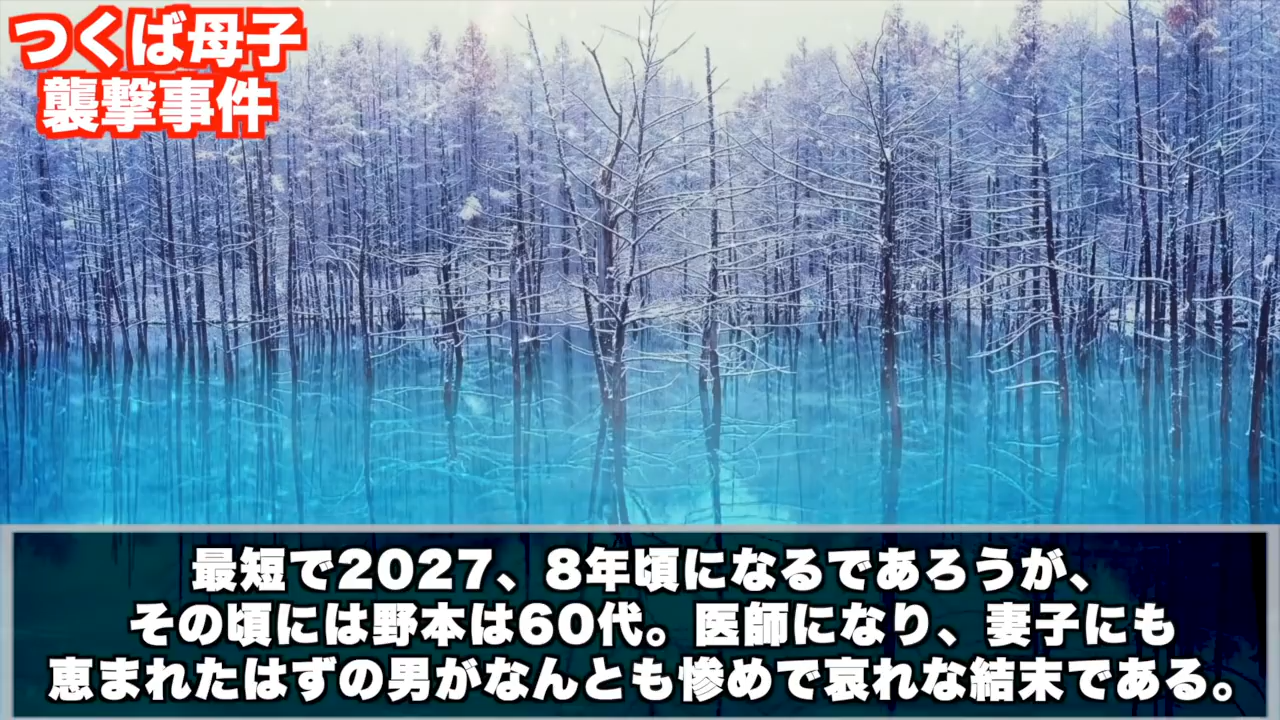 つくば母子
襲撃事件
最短で2027、8年頃になるであろうが、
その頃には野本は60代。医師になり、妻子にも
恵まれたはずの男がなんとも惨めで哀れな結末である。